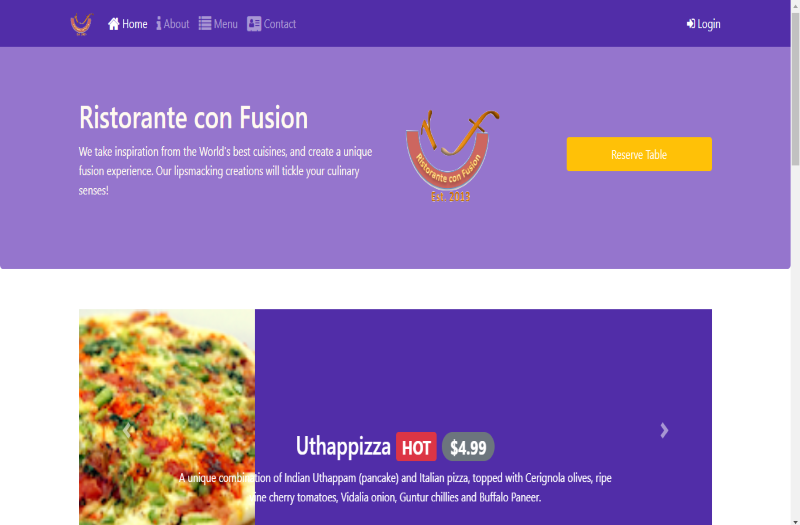 Home About Menu Contact Login
Ristorante con Fusion
We take inspiration from the World's best cuisines, and create a unique
fusion experience. Our lipsmacking creations will tickle your culinary
senses!
Ristorante con Fusion
Est. 2019
Reserve Table
Uthappizza HOT $4.99
A unique combination of Indian Uthappam (pancake) and Italian pizza, topped with Cerignola olives, ripe
vine cherry tomatoes, Vidalia onion, Guntur chillies and Buffalo Paneer.